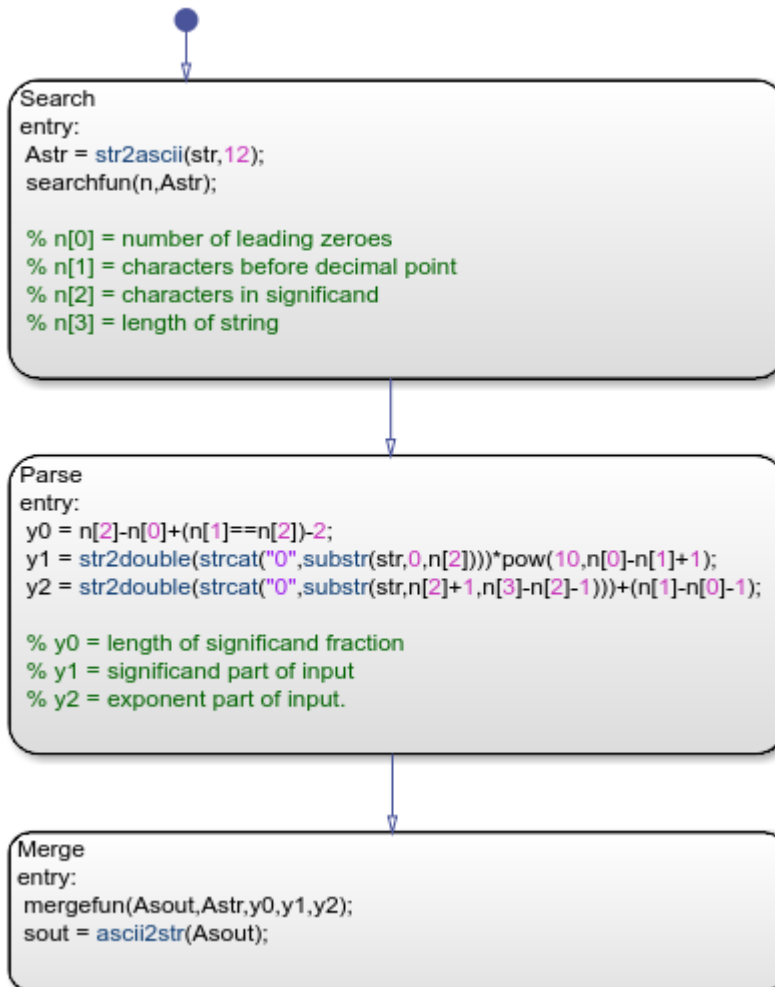 Search
entry:
Astr = str2ascii(str,12);
searchfun(n,Astr);
% n[0] = number of leading zeroes
% n[1] = characters before decimal point
% n[2] = characters in significand
% n[3] = length of string
Parse
entry:
y0 = n[2]-n[0]+(n[1]==n[2])-2;
y1 = str2double(strcat("0",substr(str,0,n[2])))*pow(10,n[0]-n[1]+1);
y2 = str2double(strcat("0",substr(str,n[2]+1,n[3]-n[2]-1)))+(n[1]-n[0]-1);
% y0 = length of significand fraction
% y1 = significand part of input
% y2 = exponent part of input.
Merge
entry:
mergefun(Asout,Astr,y0,y1,y2);
sout = ascii2str(Asout);